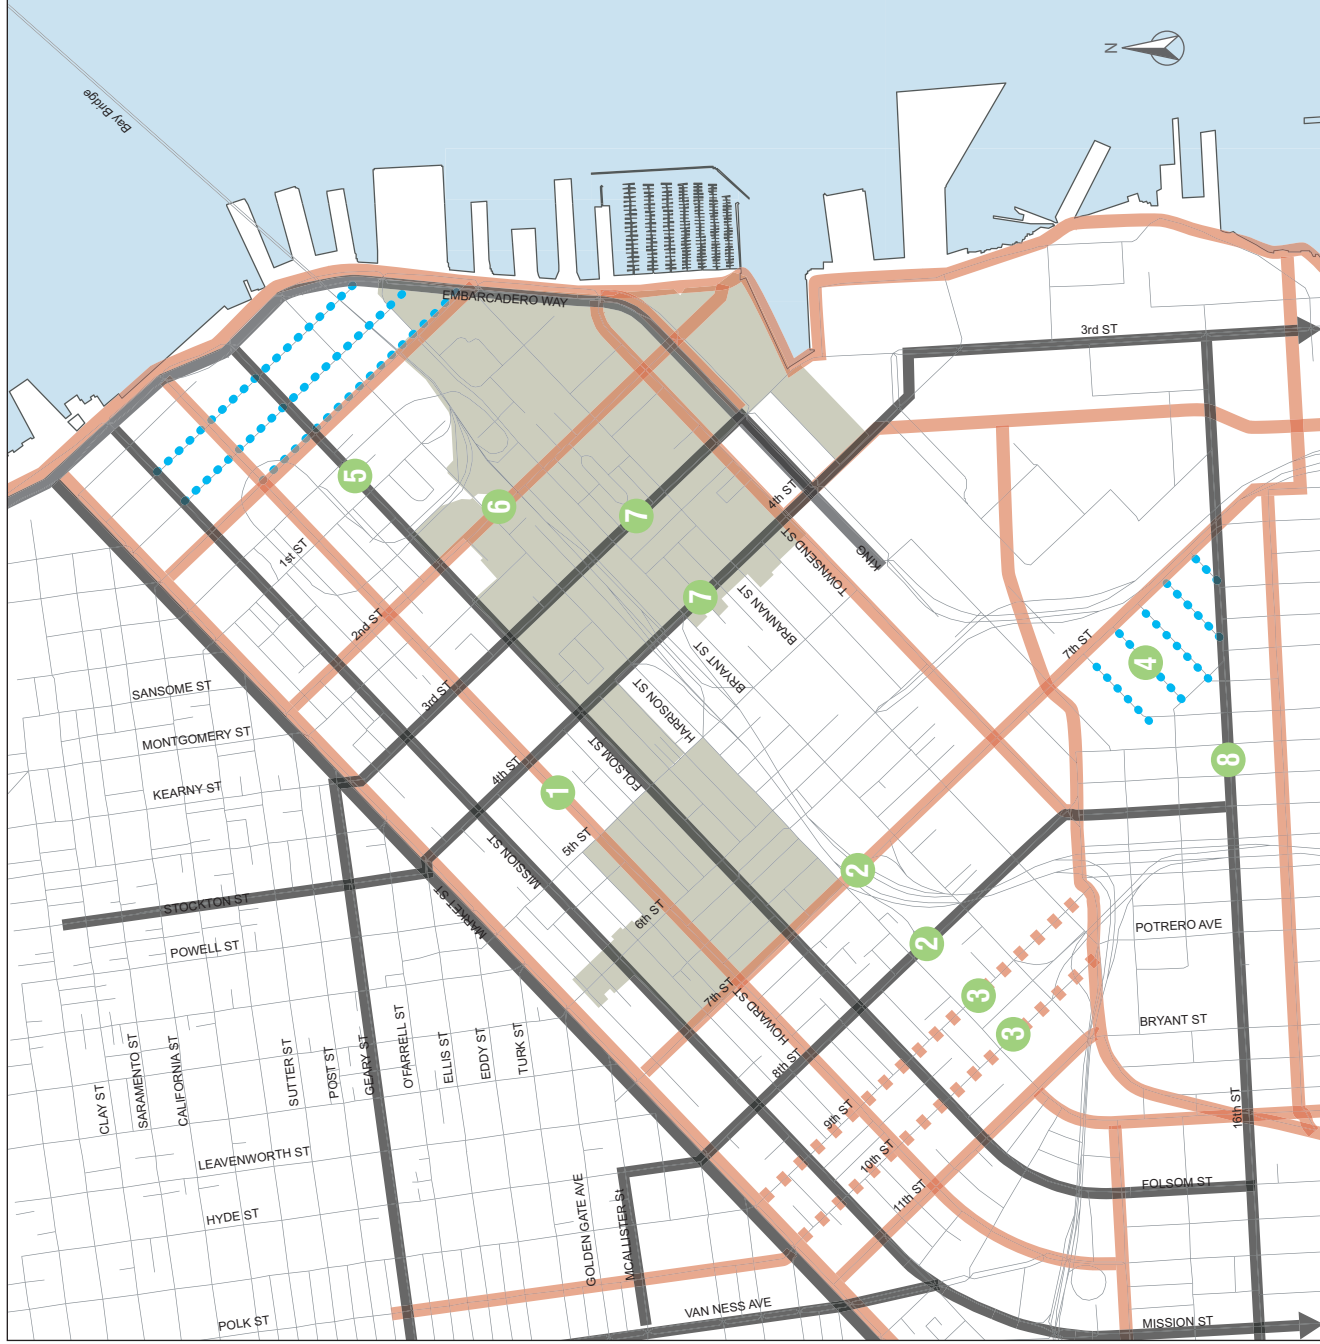 Bay Bridge
N
EMBARCADERO WAY
3rd ST
5
6
7
4th ST
1st ST
KING
TOWNSEND ST
7
BRANNAN ST
2nd ST
BRYANT ST
7th ST
4
SANSOME ST
3rd ST
HARRISON ST
MONTGOMERY ST
KEARNY ST
4th ST
FOLSOM ST
1
8
5th ST
MISSION ST
2
STOCKTON ST
MARKET ST
6th ST
POTRERO AVE
POWELL ST
2
7th ST
3
HOWARD ST
3
BRYANT ST
CLAY ST
SARAMENTO ST
CALIFORNIA ST
SUTTER ST
POST ST
GEARY ST
O'FARRELL ST
ELLIS ST
EDDY ST
TURK ST
8th ST
9th ST
16th ST
LEAVENWORTH ST
10th ST
11th ST
FOLSOM ST
HYDE ST
GOLDEN GATE AVE
MCALLISTER St
VAN NESS AVE
POLK ST
MISSION ST